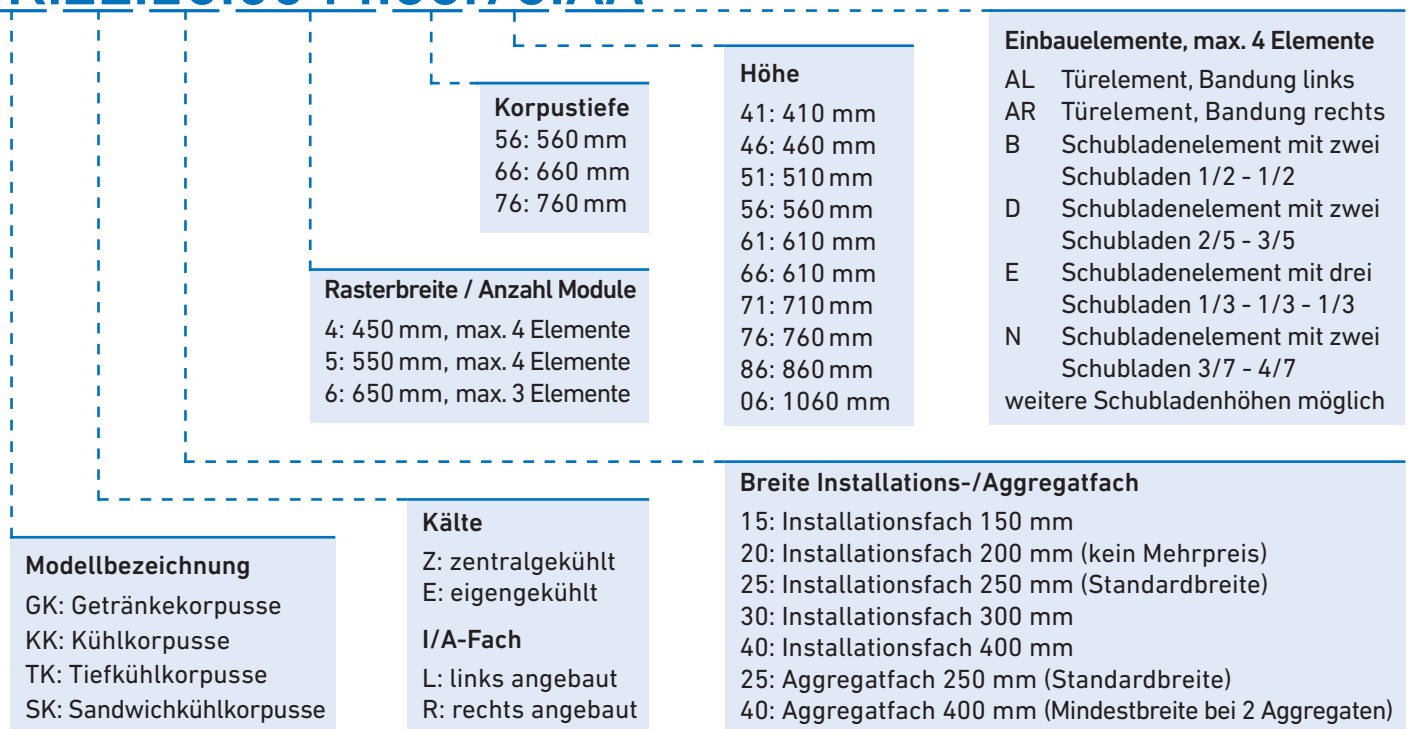 Einbauelemente, max. 4 Elemente
AL Türelement, Bandung links
AR Türelement, Bandung rechts
B Schubladenelement mit zwei
Schubladen 1/2 - 1/2
D Schubladenelement mit zwei
Schubladen 2/5 - 3/5
E Schubladenelement mit drei
Schubladen 1/3 - 1/3 - 1/3
N Schubladenelement mit zwei
Schubladen 3/7 - 4/7
weitere Schubladenhöhen möglich
Höhe
41: 410 mm
46: 460 mm
51: 510 mm
56: 560 mm
61: 610 mm
66: 610 mm
71: 710 mm
76: 760 mm
86: 860 mm
06: 1060 mm
Korpustiefe
56: 560 mm
66: 660 mm
76: 760 mm
Rasterbreite / Anzahl Module
4: 450 mm, max. 4 Elemente
5: 550 mm, max. 4 Elemente
6: 650 mm, max. 3 Elemente
Breite Installations-/Aggregatfach
15: Installationsfach 150 mm
20: Installationsfach 200 mm (kein Mehrpreis)
25: Installationsfach 250 mm (Standardbreite)
30: Installationsfach 300 mm
40: Installationsfach 400 mm
25: Aggregatfach 250 mm (Standardbreite)
40: Aggregatfach 400 mm (Mindestbreite bei 2 Aggregaten)
Kälte
Z: zentralgekühlt
E: eigengekühlt
I/A-Fach
L: links angebaut
R: rechts angebaut
Modellbezeichnung
GK: Getränkekorpusse
KK: Kühlkorpusse
TK: Tiefkühlkorpusse
SK: Sandwichkühlkorpusse